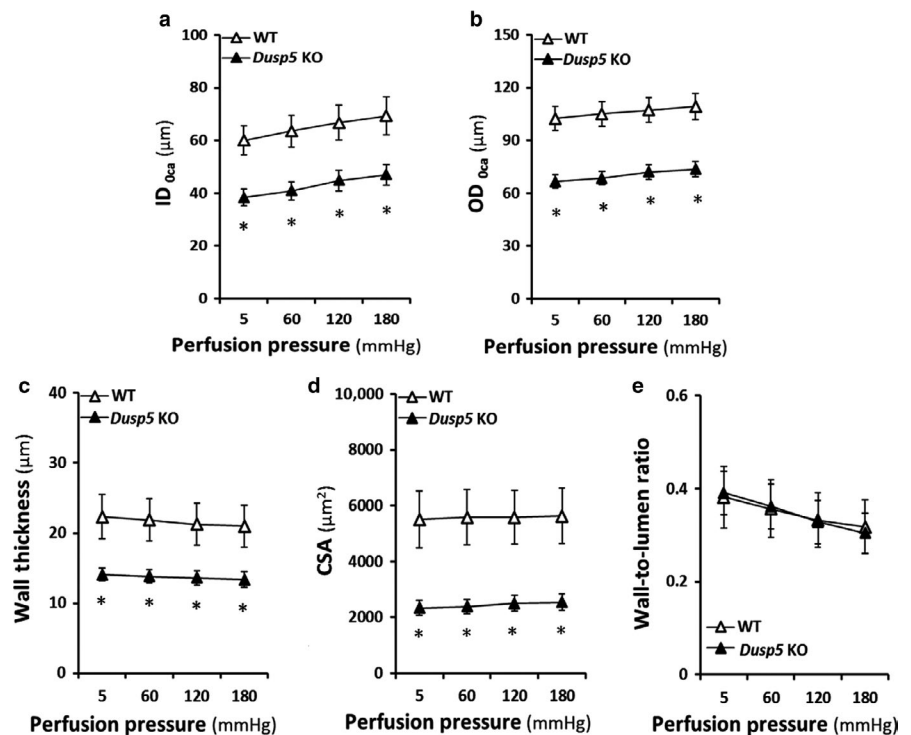 a
WT
Dusp5 KO
100
80
60
40
20
0
ID 0ca (μm)
* * * *
5 60 120 180
Perfusion pressure (mmHg)
b
WT
Dusp5 KO
150
120
90
60
30
0
OD 0ca (μm)
* * * *
5 60 120 180
Perfusion pressure (mmHg)
c
WT
Dusp5 KO
40
30
20
10
0
Wall thickness (μm)
* * * *
5 60 120 180
Perfusion pressure (mmHg)
d
WT
Dusp5 KO
10,000
8000
6000
4000
2000
0
CSA (μm²)
* * * *
5 60 120 180
Perfusion pressure (mmHg)
e
0.6
0.4
0.2
0
Wall-to-lumen ratio
WT
Dusp5 KO
5 60 120 180
Perfusion pressure (mmHg)